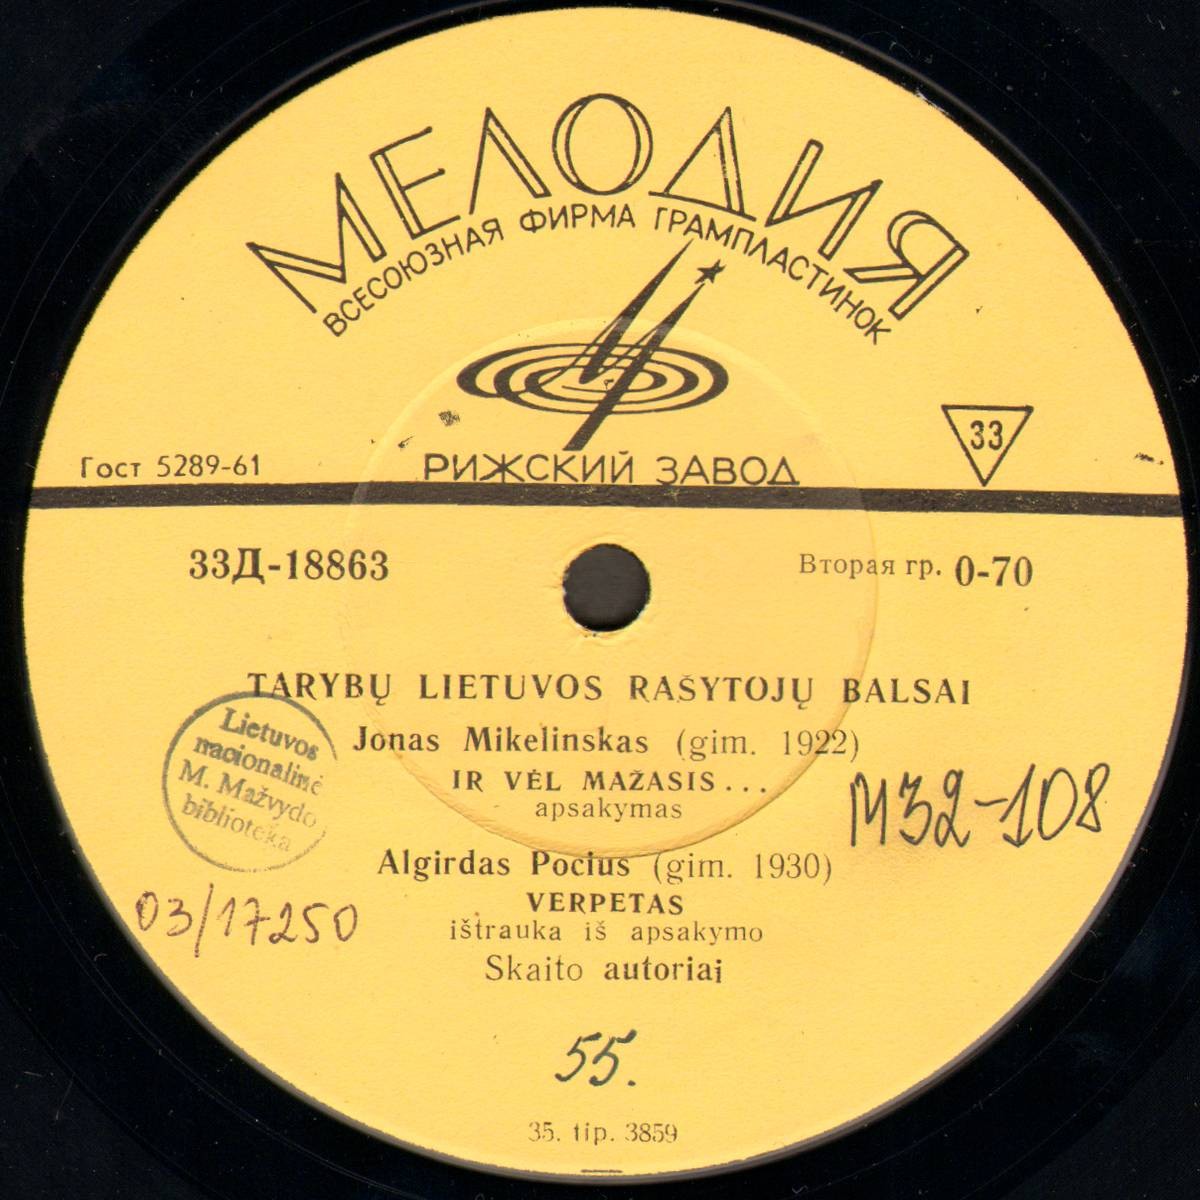 МЕЛОДИЯ
ВСЕСОЮЗНАЯ ФИРМА ГРАМПЛАСТИНОК
33
Гост 5289-61
РИЖСКИЙ ЗАВОД
33Д-18863
Вторая гр. 0-70
TARYBŲ LIETUVOS RAŠYTOJŲ BALSAI
Jonas Mikelinskas (gim. 1922)
IR VĖL MAŽASIS...
apsakymas
Lietuvos
nacionalinė
M. Mažvydo
biblioteka
M32-108
Algirdas Pocius (gim. 1930)
VERPETAS
ištrauka iš apsakymo
Skaito autoriai
03/17250
55.
35. tip. 3859